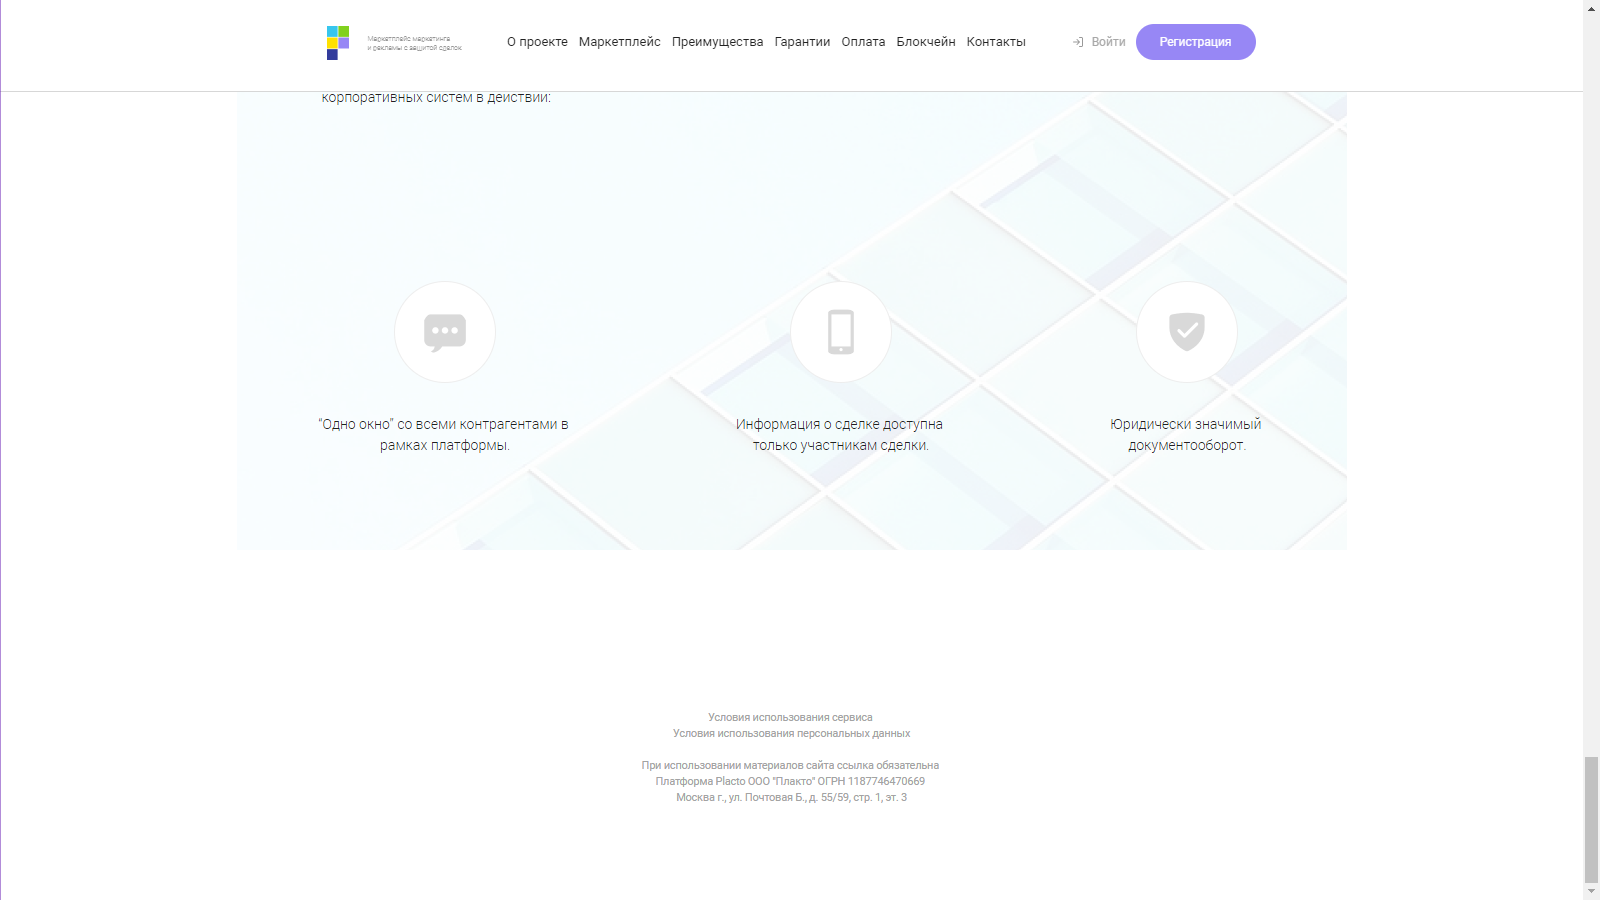 Маркетплейс маркетинга
и рекламы с защитой сделок
О проекте Маркетплейс Преимущества Гарантии Оплата Блокчейн Контакты
Войти
Регистрация
корпоративных систем в действии:
“Одно окно” со всеми контрагентами в
рамках платформы.
Информация о сделке доступна
только участникам сделки.
Юридически значимый
документооборот.
Условия использования сервиса
Условия использования персональных данных
При использовании материалов сайта ссылка обязательна
Платформа Placto ООО "Плакто" ОГРН 1187746470669
Москва г., ул. Почтовая Б., д. 55/59, стр. 1, эт. 3